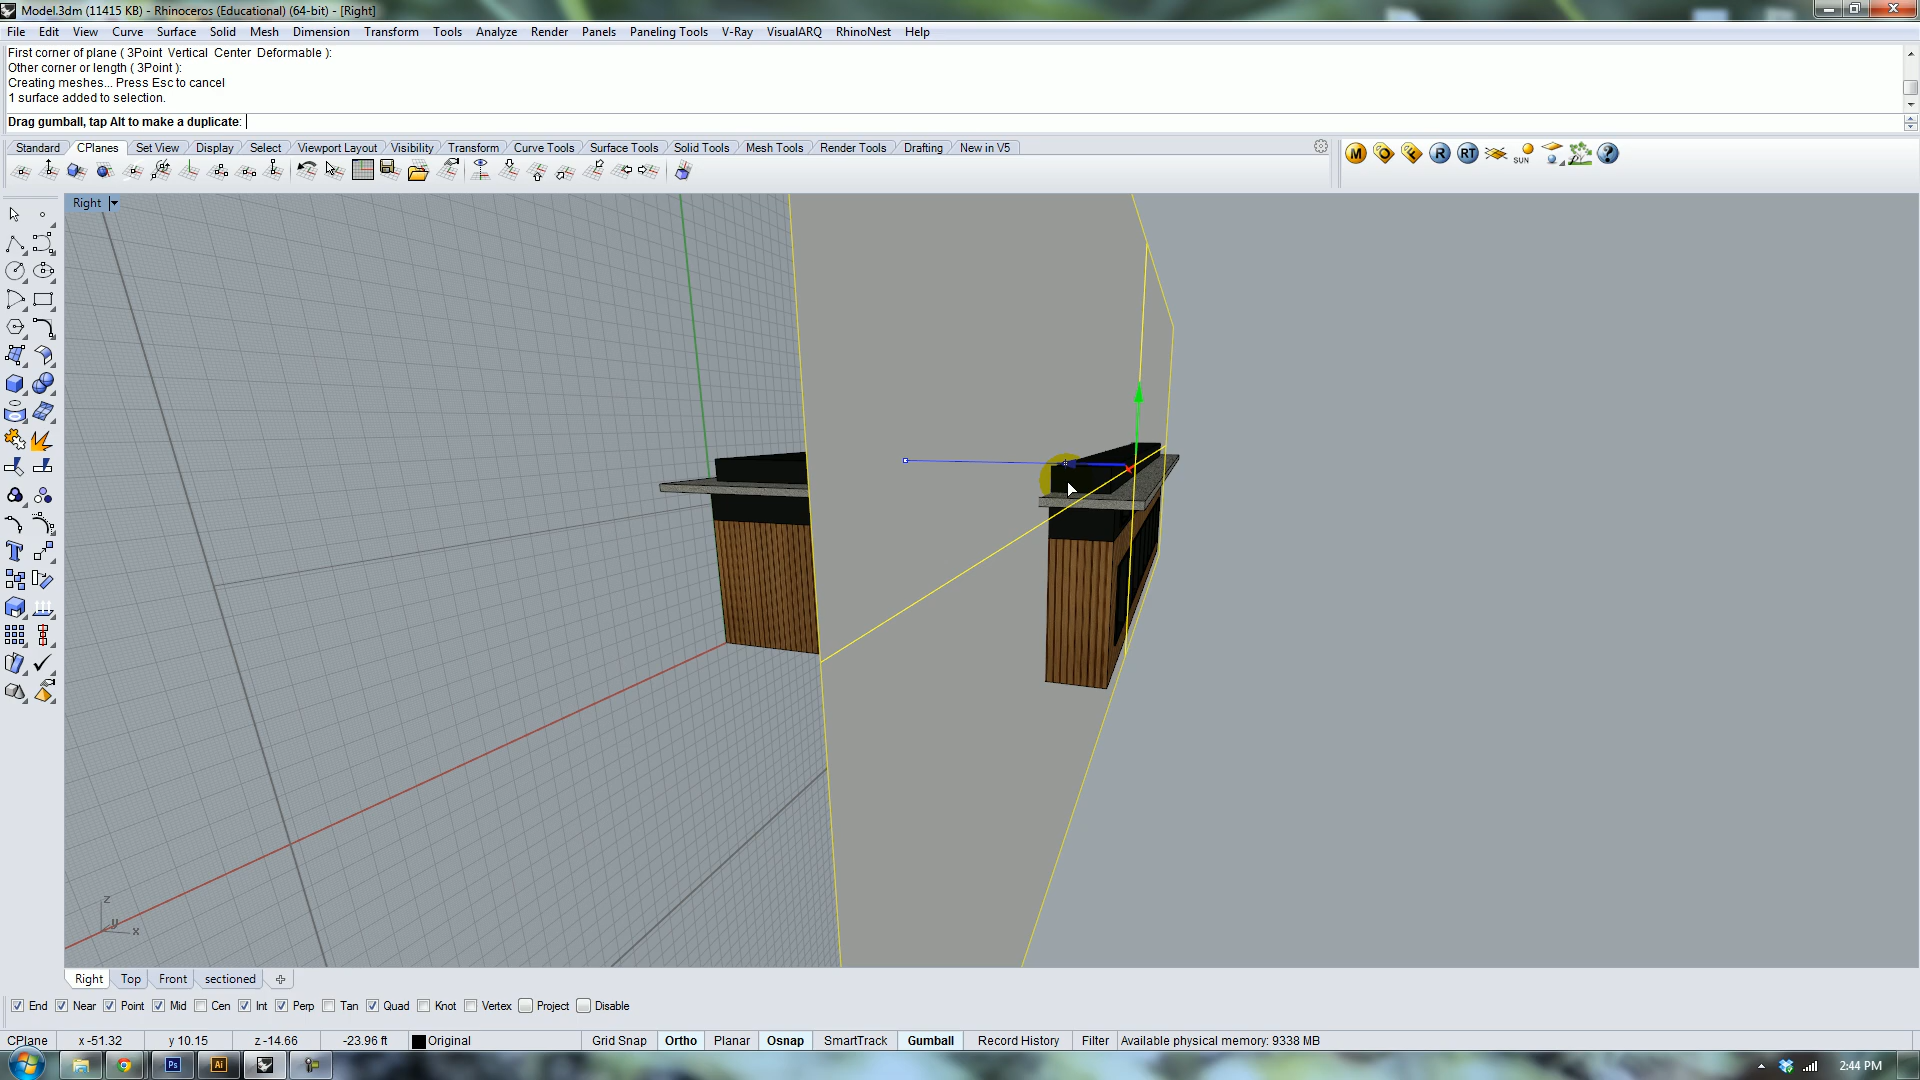 Model.3dm (11415 KB) - Rhinoceros (Educational) (64-bit) - [Right]
File Edit View Curve Surface Solid Mesh Dimension Transform Tools Analyze Render Panels Paneling Tools V-Ray VisualARQ RhinoNest Help
First corner of plane ( 3Point Vertical Center Deformable ):
Other corner or length ( 3Point ):
Creating meshes... Press Esc to cancel
1 surface added to selection.
Drag gumball, tap Alt to make a duplicate:
Standard CPlanes Set View Display Select Viewport Layout Visibility Transform Curve Tools Surface Tools Solid Tools Mesh Tools Render Tools Drafting New in V5
M R RT SUN ?
Right
z
y
x
Right Top Front sectioned
End Near Point Mid Cen Int Perp Tan Quad Knot Vertex Project Disable
CPlane x -51.32 y 10.15 z -14.66 -23.96 ft Original Grid Snap Ortho Planar Osnap SmartTrack Gumball Record History Filter Available physical memory: 9338 MB
Ps Ai 2:44 PM